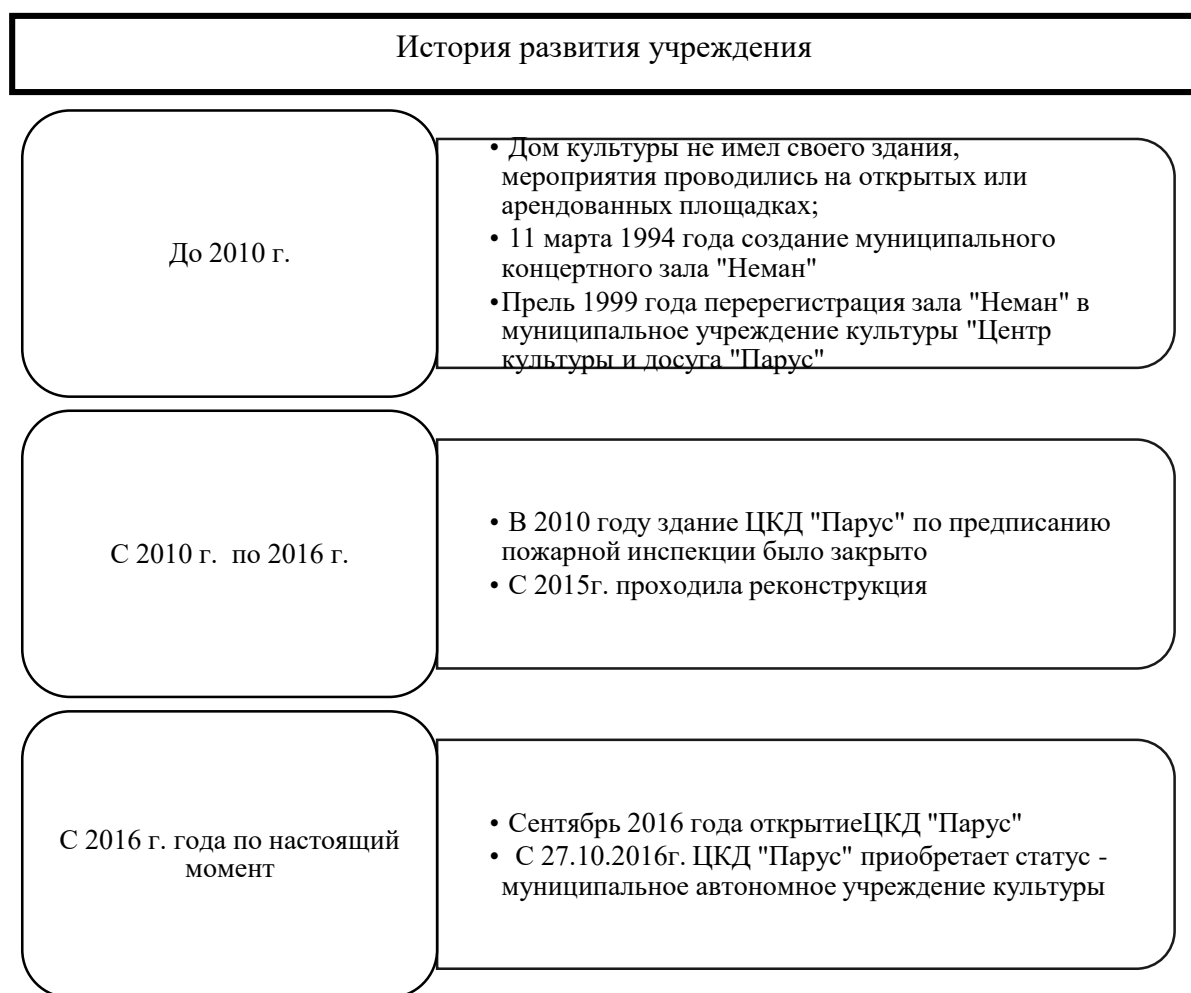 История развития учреждения
До 2010 г.
• Дом культуры не имел своего здания,
мероприятия проводились на открытых или
арендованных площадках;
• 11 марта 1994 года создание муниципального
концертного зала "Неман"
•Прель 1999 года перерегистрация зала "Неман" в
муниципальное учреждение культуры "Центр
культуры и досуга "Парус"
С 2010 г.  по 2016 г.
• В 2010 году здание ЦКД "Парус" по предписанию
пожарной инспекции было закрыто
• С 2015г. проходила реконструкция
С 2016 г. года по настоящий
момент
• Сентябрь 2016 года открытиеЦКД "Парус"
•  С 27.10.2016г. ЦКД "Парус" приобретает статус -
муниципальное автономное учреждение культуры